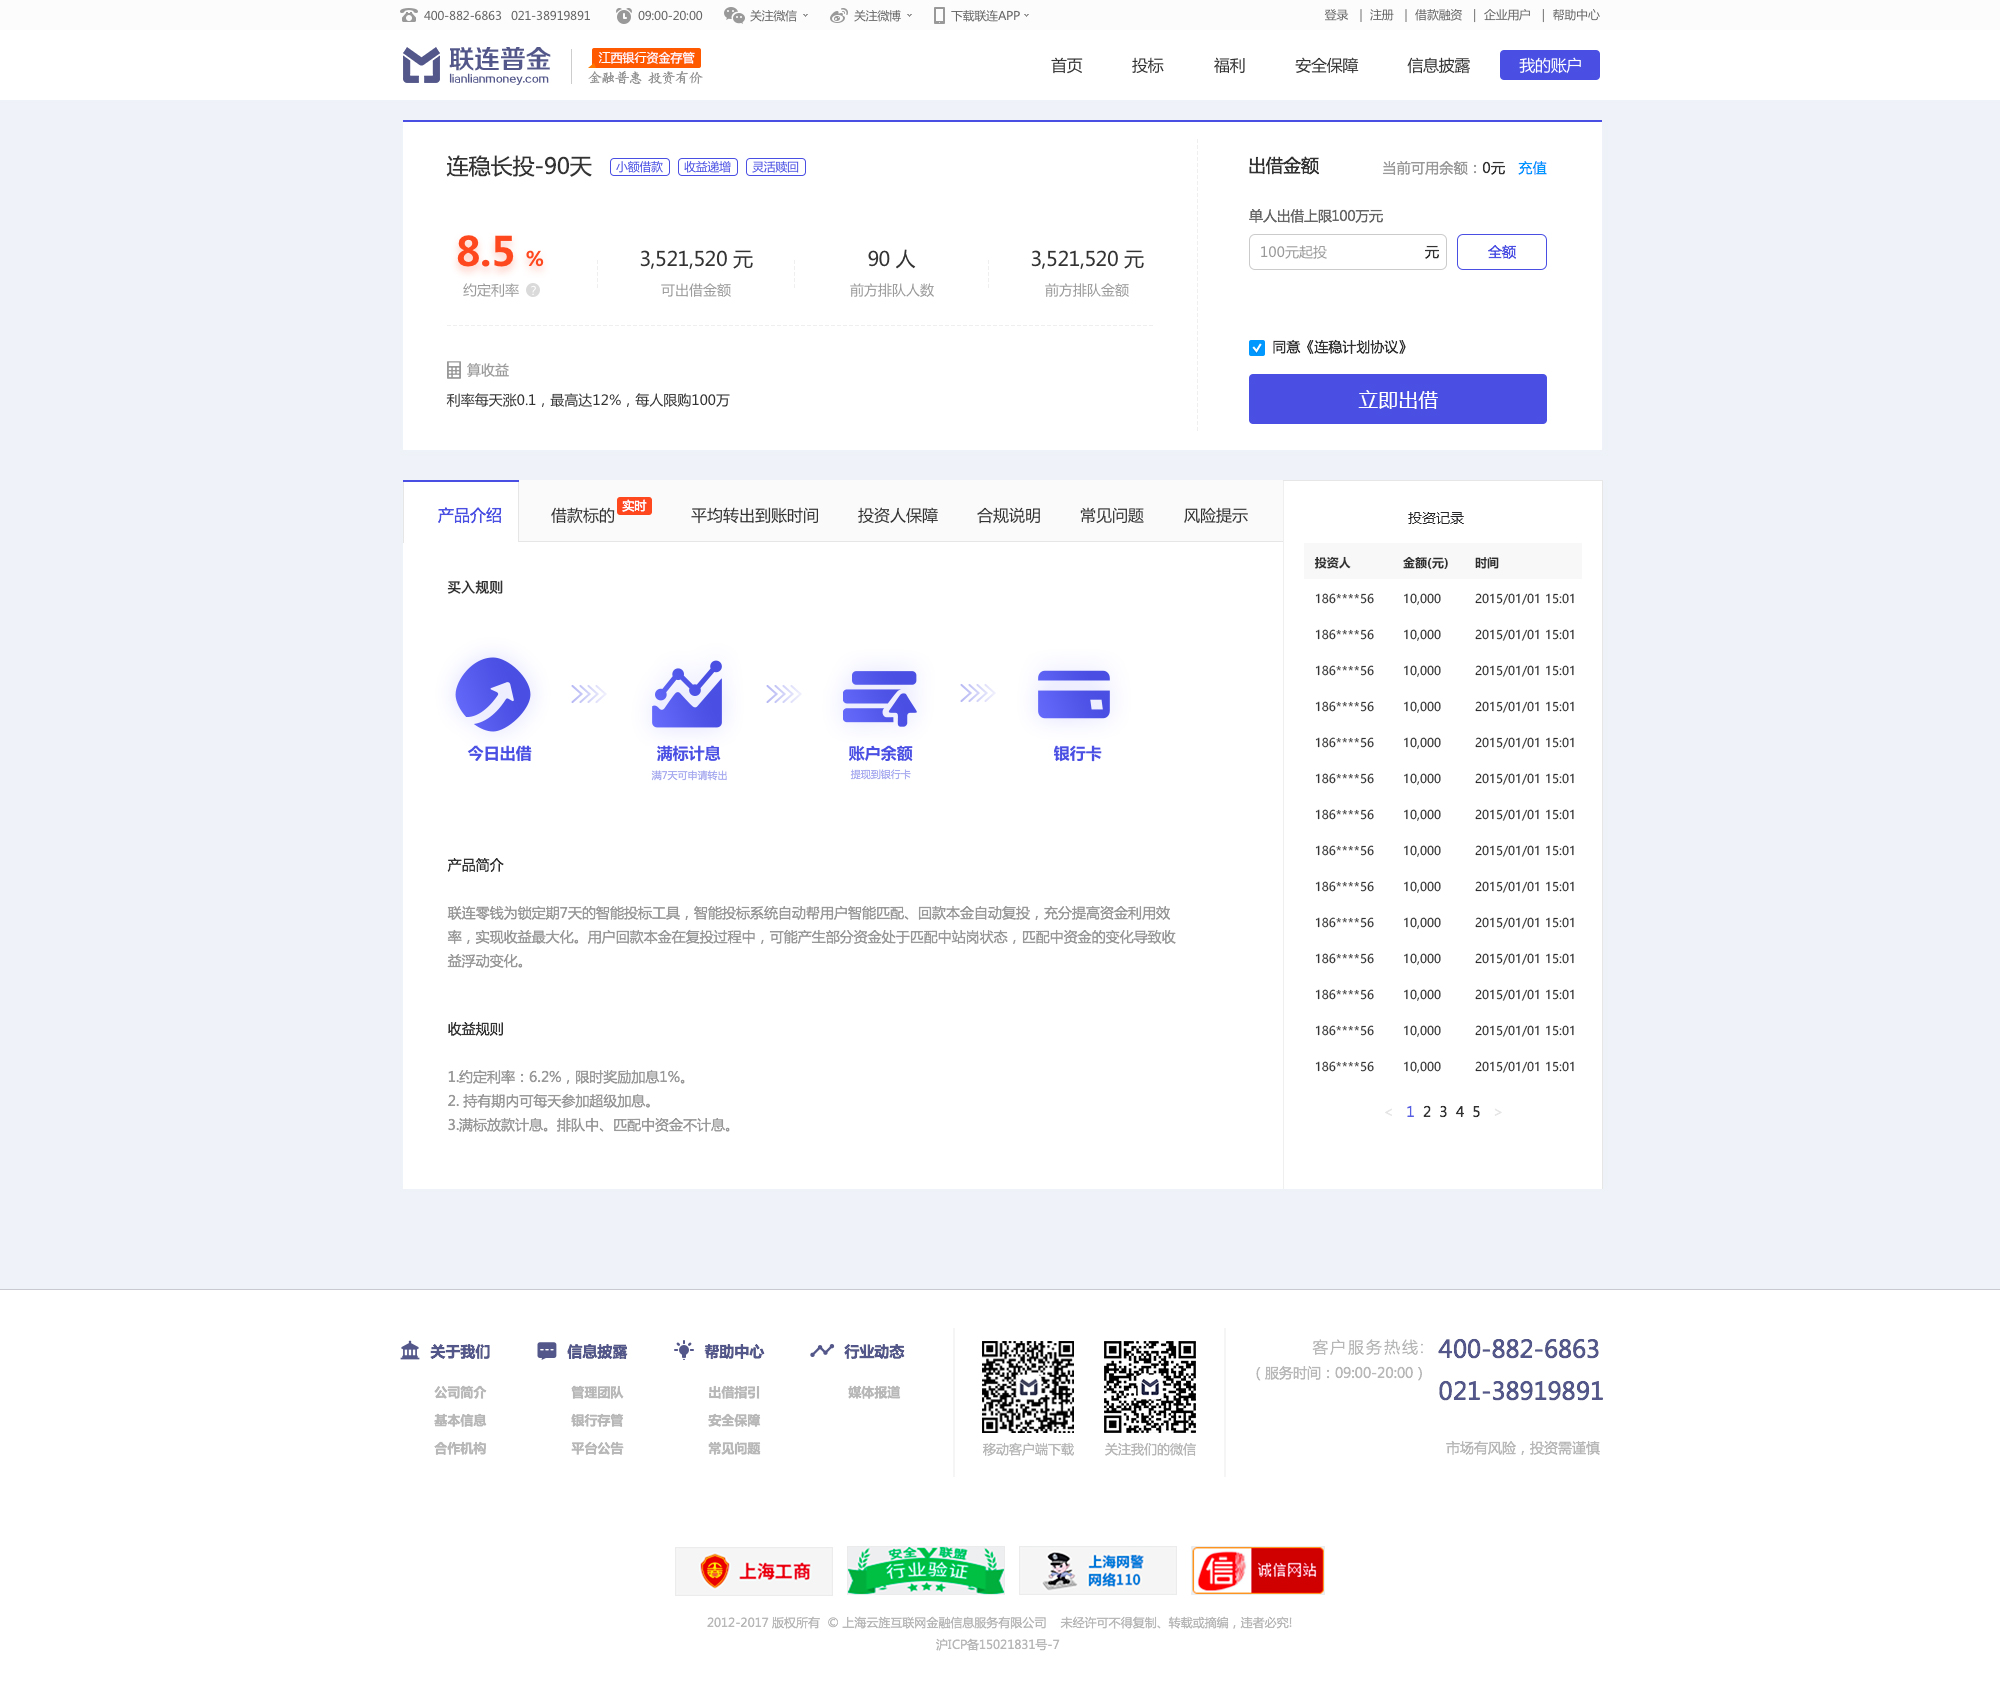 400-882-6863 021-38919891 09:00-20:00 关注微信 关注微博 下载联连APP 登录 | 注册 | 借款融资 | 企业用户 | 帮助中心
联连普金
lianlianmoney.com
江西银行资金存管
金融普惠 投资有价
首页 投标 福利 安全保障 信息披露 我的账户
连稳长投-90天 小额借款 收益递增 灵活赎回
8.5 % 3,521,520 元 90 人 3,521,520 元
约定利率 ? 可出借金额 前方排队人数 前方排队金额
算收益
利率每天涨0.1，最高达12%，每人限购100万
出借金额 当前可用余额：0元 充值
单人出借上限100万元
100元起投 元 全额
同意《连稳计划协议》
立即出借
产品介绍 借款标的 实时 平均转出到账时间 投资人保障 合规说明 常见问题 风险提示
买入规则
今日出借 满标计息 账户余额 银行卡
满7天可申请转出 提现到银行卡
产品简介
联连零钱为锁定期7天的智能投标工具，智能投标系统自动帮用户智能匹配、回款本金自动复投，充分提高资金利用效
率，实现收益最大化。用户回款本金在复投过程中，可能产生部分资金处于匹配中站岗状态，匹配中资金的变化导致收
益浮动变化。
收益规则
1.约定利率：6.2%，限时奖励加息1%。
2. 持有期内可每天参加超级加息。
3.满标放款计息。排队中、匹配中资金不计息。
投资记录
投资人 金额(元) 时间
186****56 10,000 2015/01/01 15:01
186****56 10,000 2015/01/01 15:01
186****56 10,000 2015/01/01 15:01
186****56 10,000 2015/01/01 15:01
186****56 10,000 2015/01/01 15:01
186****56 10,000 2015/01/01 15:01
186****56 10,000 2015/01/01 15:01
186****56 10,000 2015/01/01 15:01
186****56 10,000 2015/01/01 15:01
186****56 10,000 2015/01/01 15:01
186****56 10,000 2015/01/01 15:01
186****56 10,000 2015/01/01 15:01
186****56 10,000 2015/01/01 15:01
186****56 10,000 2015/01/01 15:01
< 1 2 3 4 5 >
关于我们 信息披露 帮助中心 行业动态
公司简介 管理团队 出借指引 媒体报道
基本信息 银行存管 安全保障
合作机构 平台公告 常见问题
移动客户端下载 关注我们的微信
客户服务热线: 400-882-6863
（服务时间：09:00-20:00） 021-38919891
市场有风险，投资需谨慎
上海工商
安全联盟
行业验证
上海网警
网络110
信 诚信网站
2012-2017 版权所有 © 上海云旌互联网金融信息服务有限公司 未经许可不得复制、转载或摘编，违者必究!
沪ICP备15021831号-7